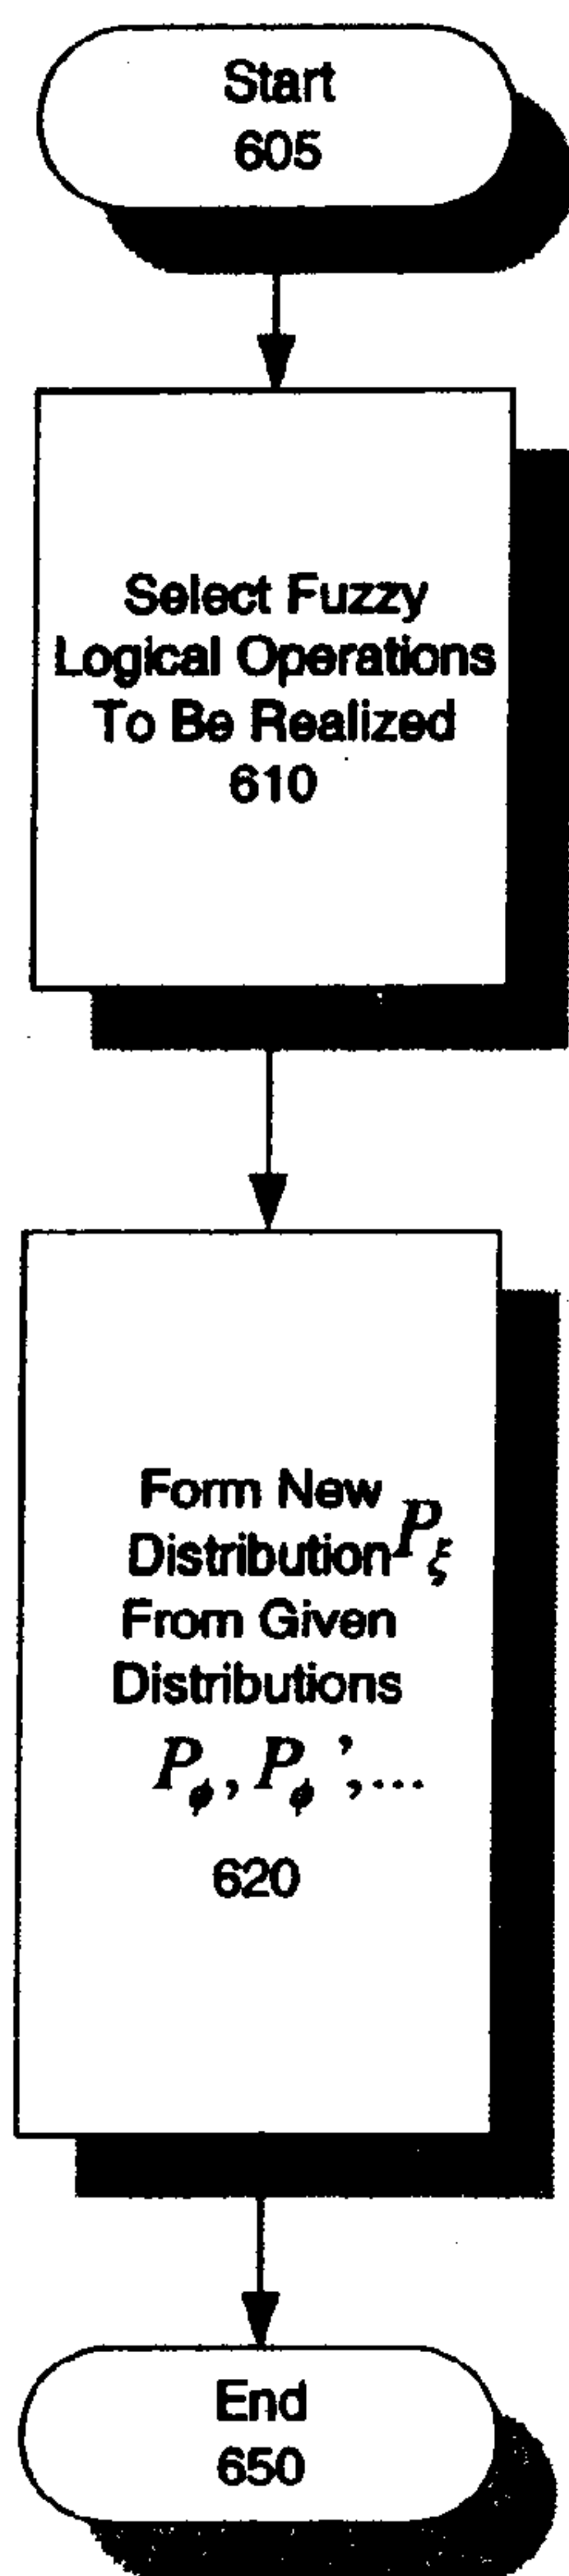 Start
605
Select Fuzzy
Logical Operations
To Be Realized
610
Form New
Distribution P_ξ
From Given
Distributions
P_ϕ, P_ϕ',...
620
End
650